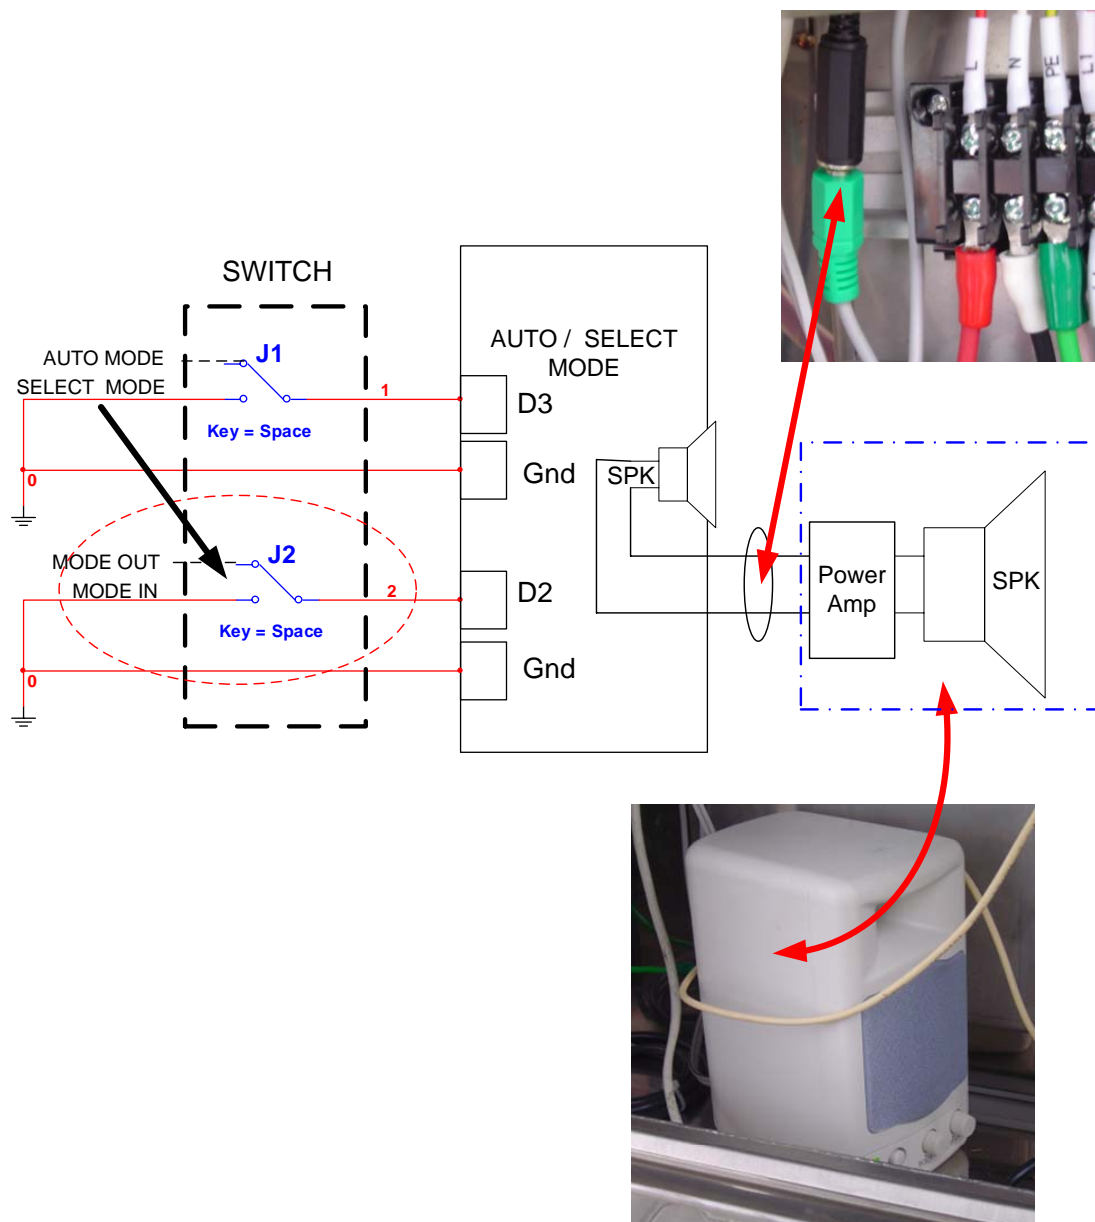 L
N
PE
L1
SWITCH
AUTO MODE
J1
AUTO / SELECT
MODE
SELECT MODE
1
D3
Key = Space
0
Gnd
SPK
MODE OUT
J2
MODE IN
2
D2
Power
Amp
SPK
Key = Space
0
Gnd